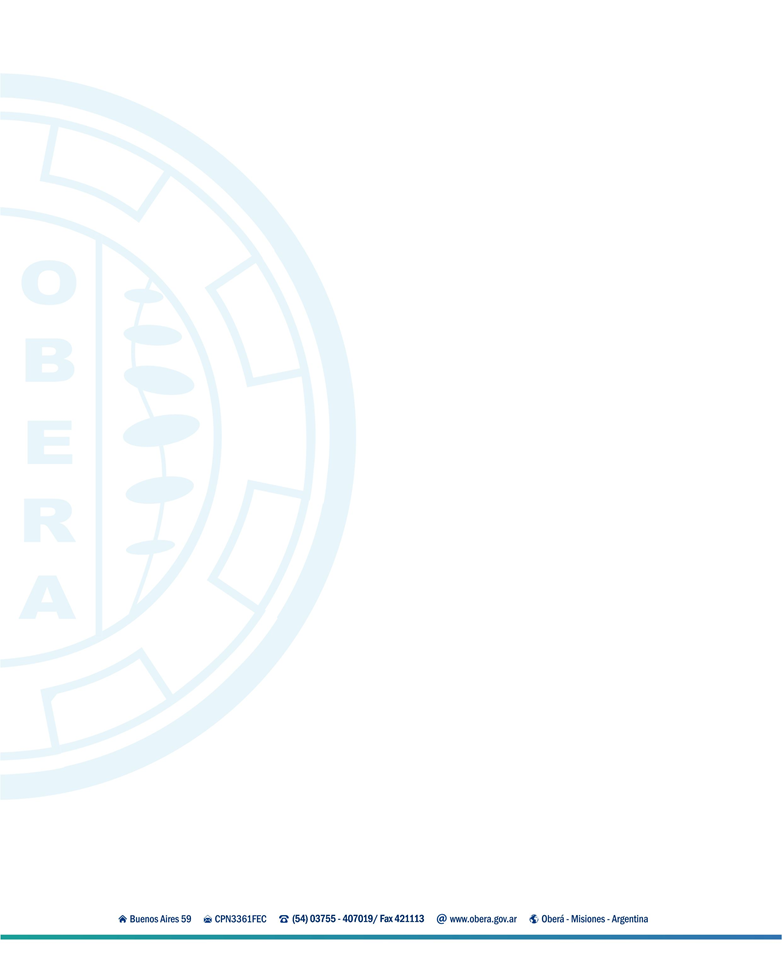 O
B
E
R
A
Buenos Aires 59 CPN3361FEC (54) 03755 - 407019/ Fax 421113 @ www.obera.gov.ar Oberá - Misiones - Argentina